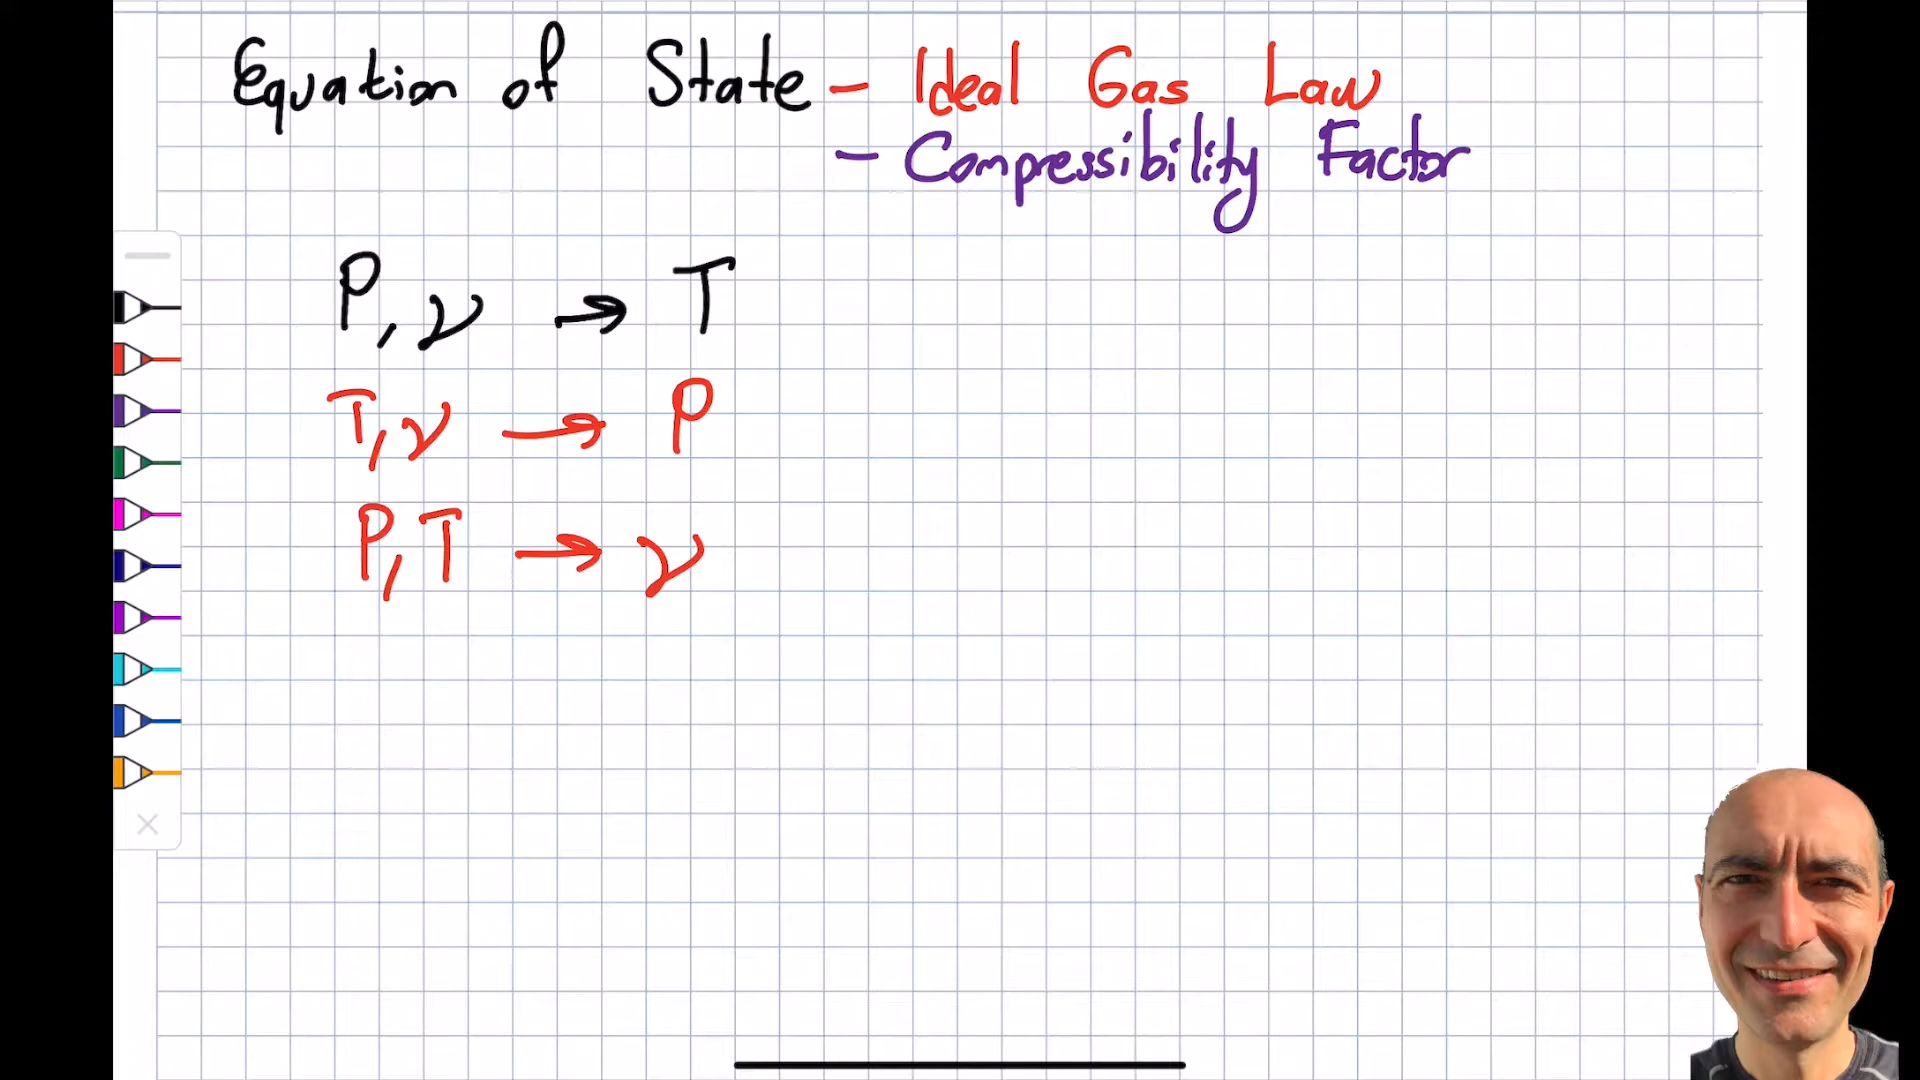 Equation of State - Ideal Gas Law
- Compressibility Factor
P, ν → T
T, ν → P
P, T → ν